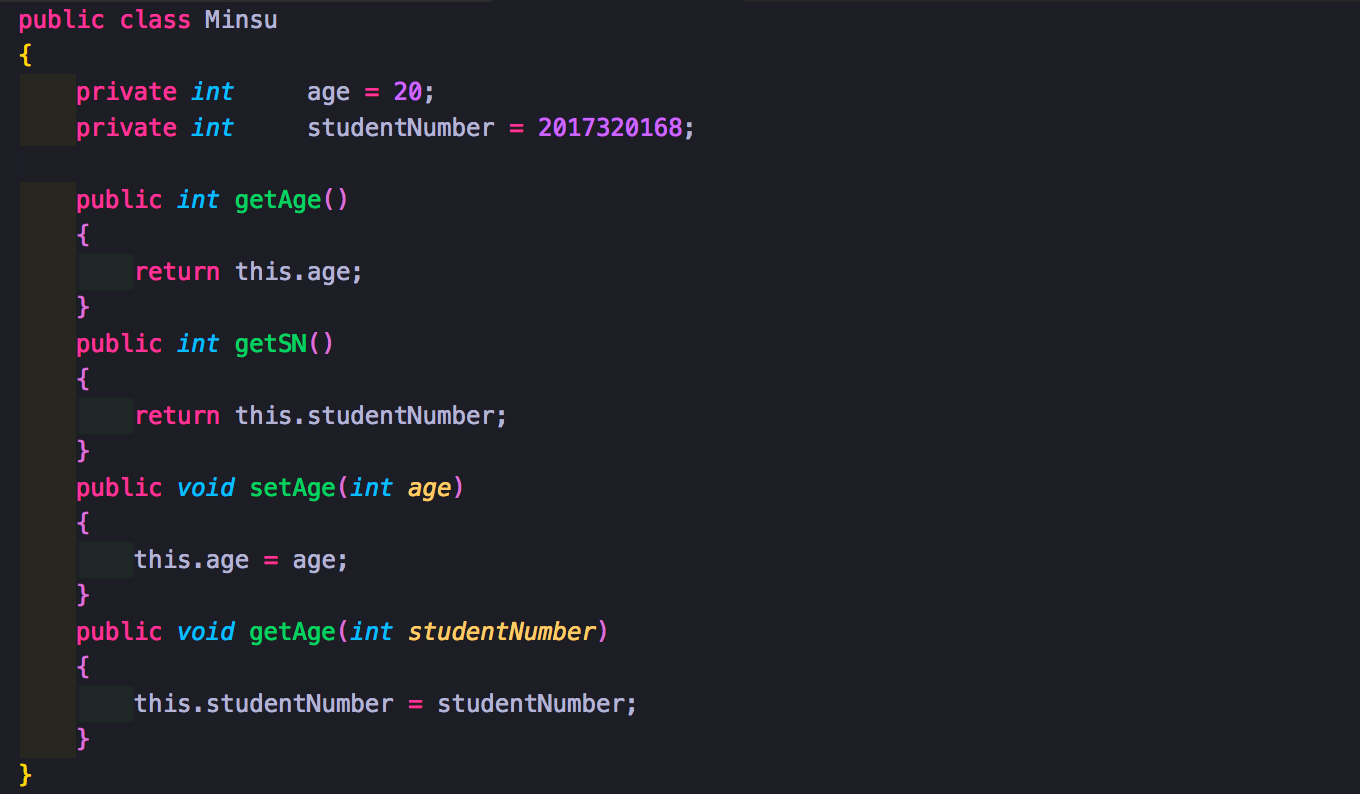 public class Minsu
{
    private int     age = 20;
    private int     studentNumber = 2017320168;

    public int getAge()
    {
        return this.age;
    }
    public int getSN()
    {
        return this.studentNumber;
    }
    public void setAge(int age)
    {
        this.age = age;
    }
    public void getAge(int studentNumber)
    {
        this.studentNumber = studentNumber;
    }
}